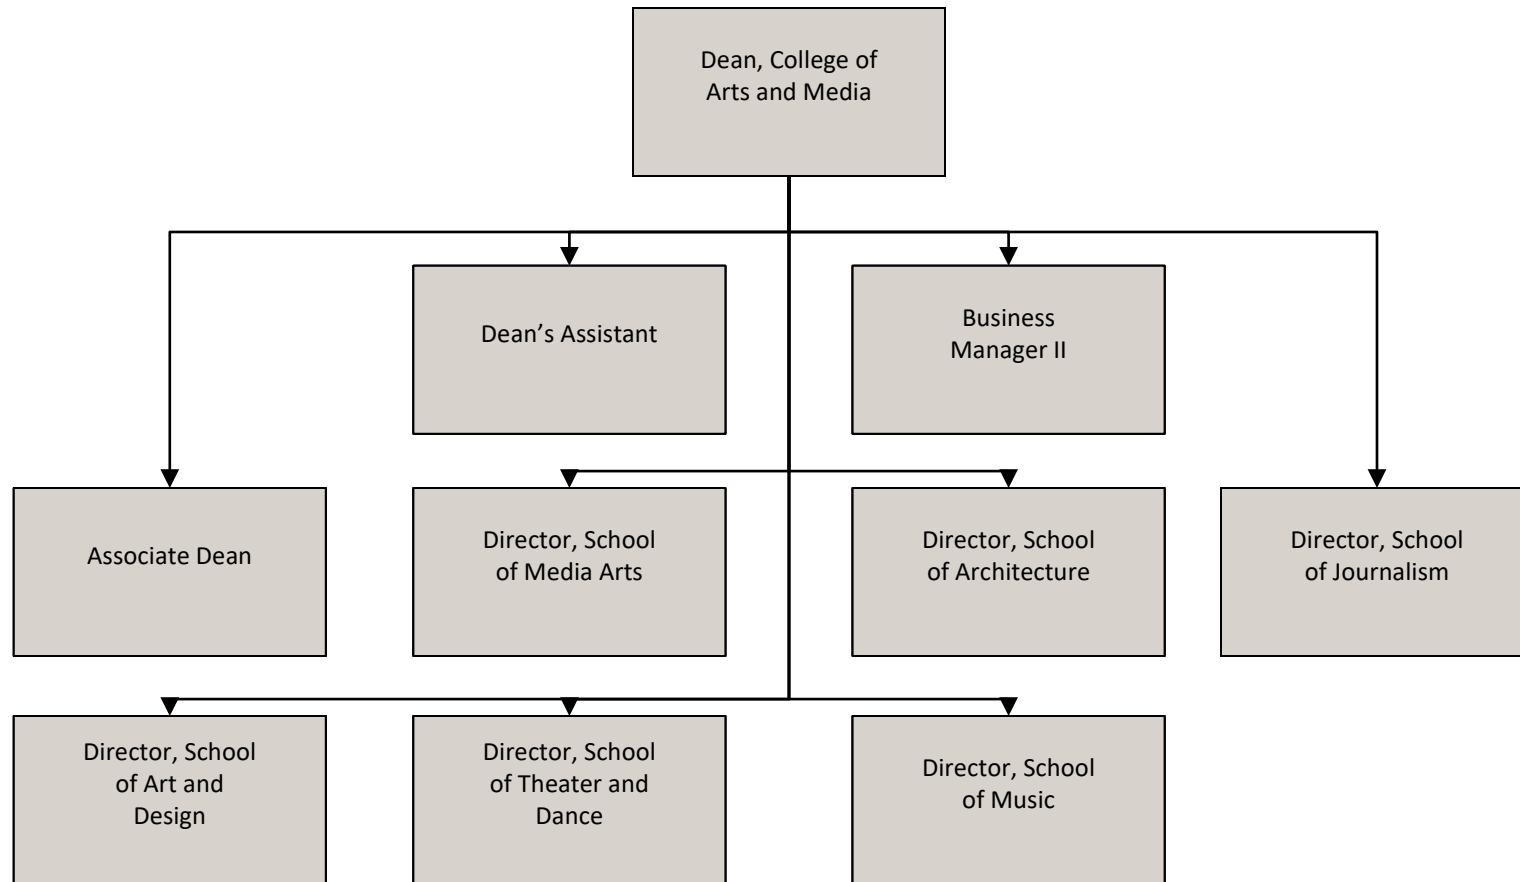 Dean, College of
Arts and Media
Dean’s Assistant
Business
Manager II
Associate Dean
Director, School
of Media Arts
Director, School
of Architecture
Director, School
of Journalism
Director, School
of Art and
Design
Director, School
of Theater and
Dance
Director, School
of Music